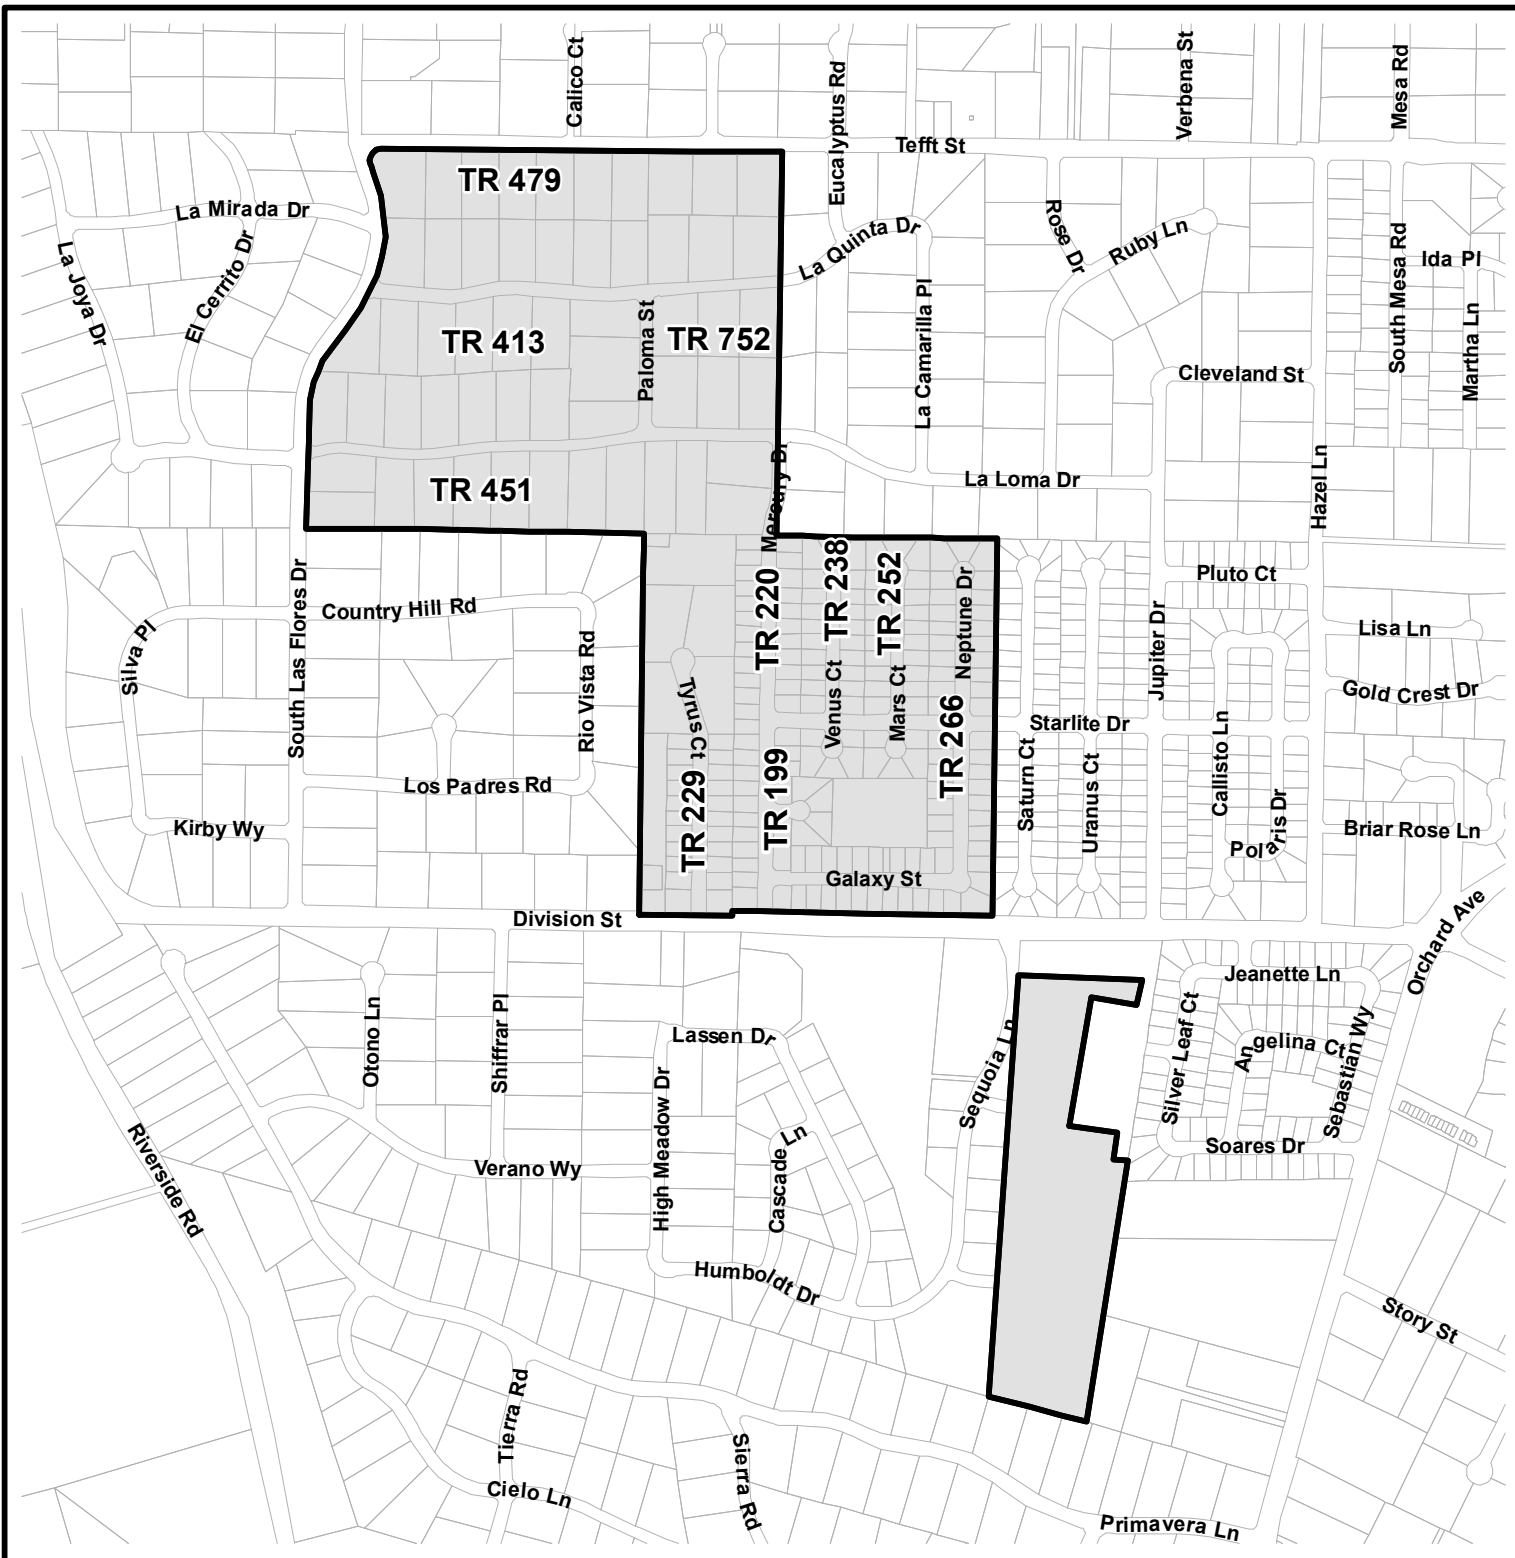 Calico Ct
Eucalyptus Rd
Verbena St
Mesa Rd
Tefft St
TR 479
La Mirada Dr
La Quinta Dr
Rose Dr
Ruby Ln
South Mesa Rd
Ida Pl
La Joya Dr
El Cerrito Dr
TR 413
Paloma St
TR 752
La Camarilla Pl
Cleveland St
Martha Ln
TR 451
Mercury Dr
La Loma Dr
Hazel Ln
South Las Flores Dr
Country Hill Rd
Silva Pl
Rio Vista Rd
TR 220
TR 238
TR 252
Neptune Dr
Pluto Ct
Jupiter Dr
Lisa Ln
Gold Crest Dr
Tyrus Ct
Venus Ct
Mars Ct
TR 266
Starlite Dr
Saturn Ct
Uranus Ct
Callisto Ln
Polaris Dr
Los Padres Rd
Kirby Wy
TR 229
TR 199
Briar Rose Ln
Galaxy St
Division St
Orchard Ave
Jeanette Ln
Otono Ln
Shiffrar Pl
Lassen Dr
Sequoia Ln
Silver Leaf Ct
Angelina Ct
Sebastian Wy
High Meadow Dr
Cascade Ln
Soares Dr
Riverside Rd
Verano Wy
Humboldt Dr
Story St
Tierra Rd
Cielo Ln
Sierra Rd
Primavera Ln